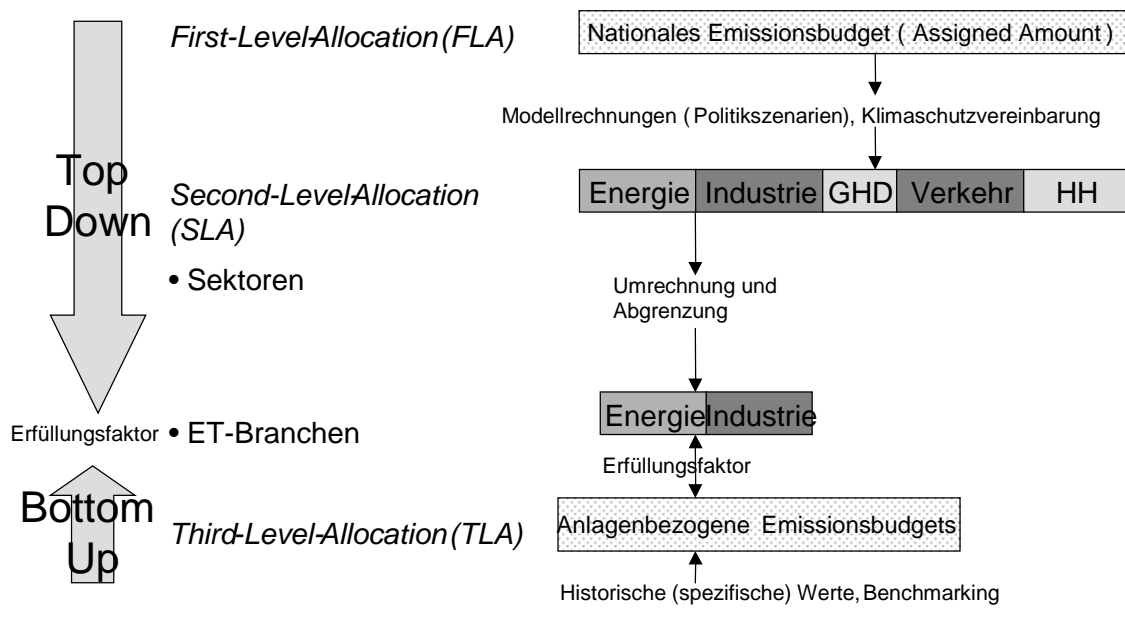 First-Level-Allocation (FLA)
Nationales Emissionsbudget ( Assigned Amount )
Modellrechnungen ( Politikszenarien), Klimaschutzvereinbarung
Top
Down
Second-Level-Allocation
(SLA)
Energie Industrie GHD Verkehr HH
• Sektoren
Umrechnung und
Abgrenzung
Erfüllungsfaktor
• ET-Branchen
Energie Industrie
Erfüllungsfaktor
Bottom
Up
Third-Level-Allocation (TLA)
Anlagenbezogene Emissionsbudgets
Historische (spezifische) Werte, Benchmarking